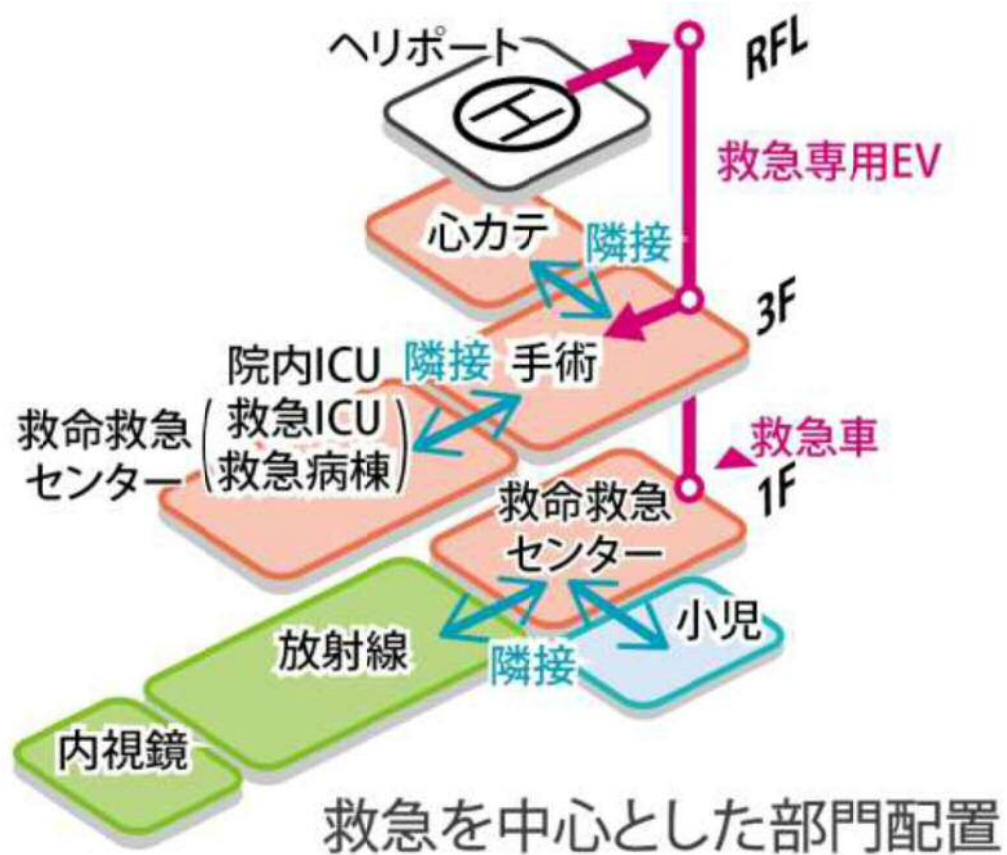 ヘリポート
H
RFL
救急専用EV
心カテ
隣接
3F
手術
隣接
院内ICU
救急ICU
救急病棟
救命救急
センター
救急車
1F
救命救急
センター
小児
放射線
隣接
内視鏡
救急を中心とした部門配置